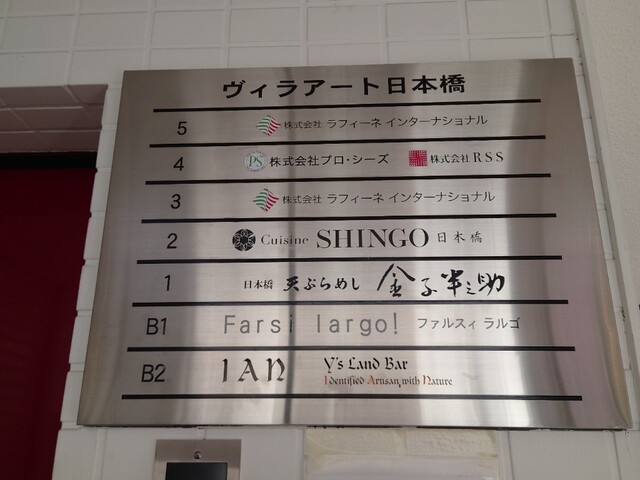 ヴィラアート日本橋
5 株式会社 ラフィーネ インターナショナル
4 PS 株式会社プロ・シーズ 株式会社RSS
3 株式会社 ラフィーネ インターナショナル
2 Cuisine SHINGO 日本橋
1 日本橋 天ぷらめし 金子半之助
B1 Farsi largo! ファルスィ ラルゴ
B2 IAN Y's Land Bar
Identified Artisan with Nature